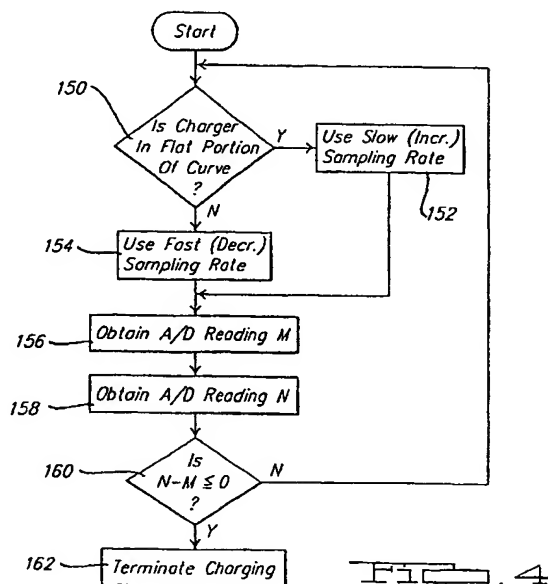 Start
150
Is Charger
In Flat Portion
Of Curve
?
Y
Use Slow (Incr.)
Sampling Rate
152
N
154
Use Fast (Decr.)
Sampling Rate
156
Obtain A/D Reading M
158
Obtain A/D Reading N
160
Is
N-M ≦ 0
?
N
Y
162
Terminate Charging